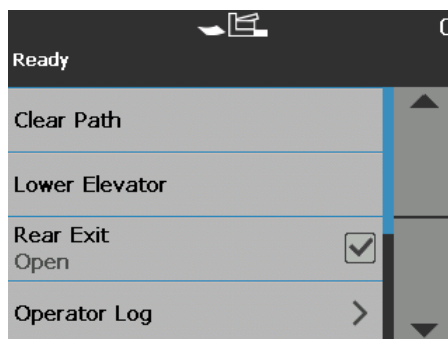 Ready
Clear Path
Lower Elevator
Rear Exit
Open
Operator Log